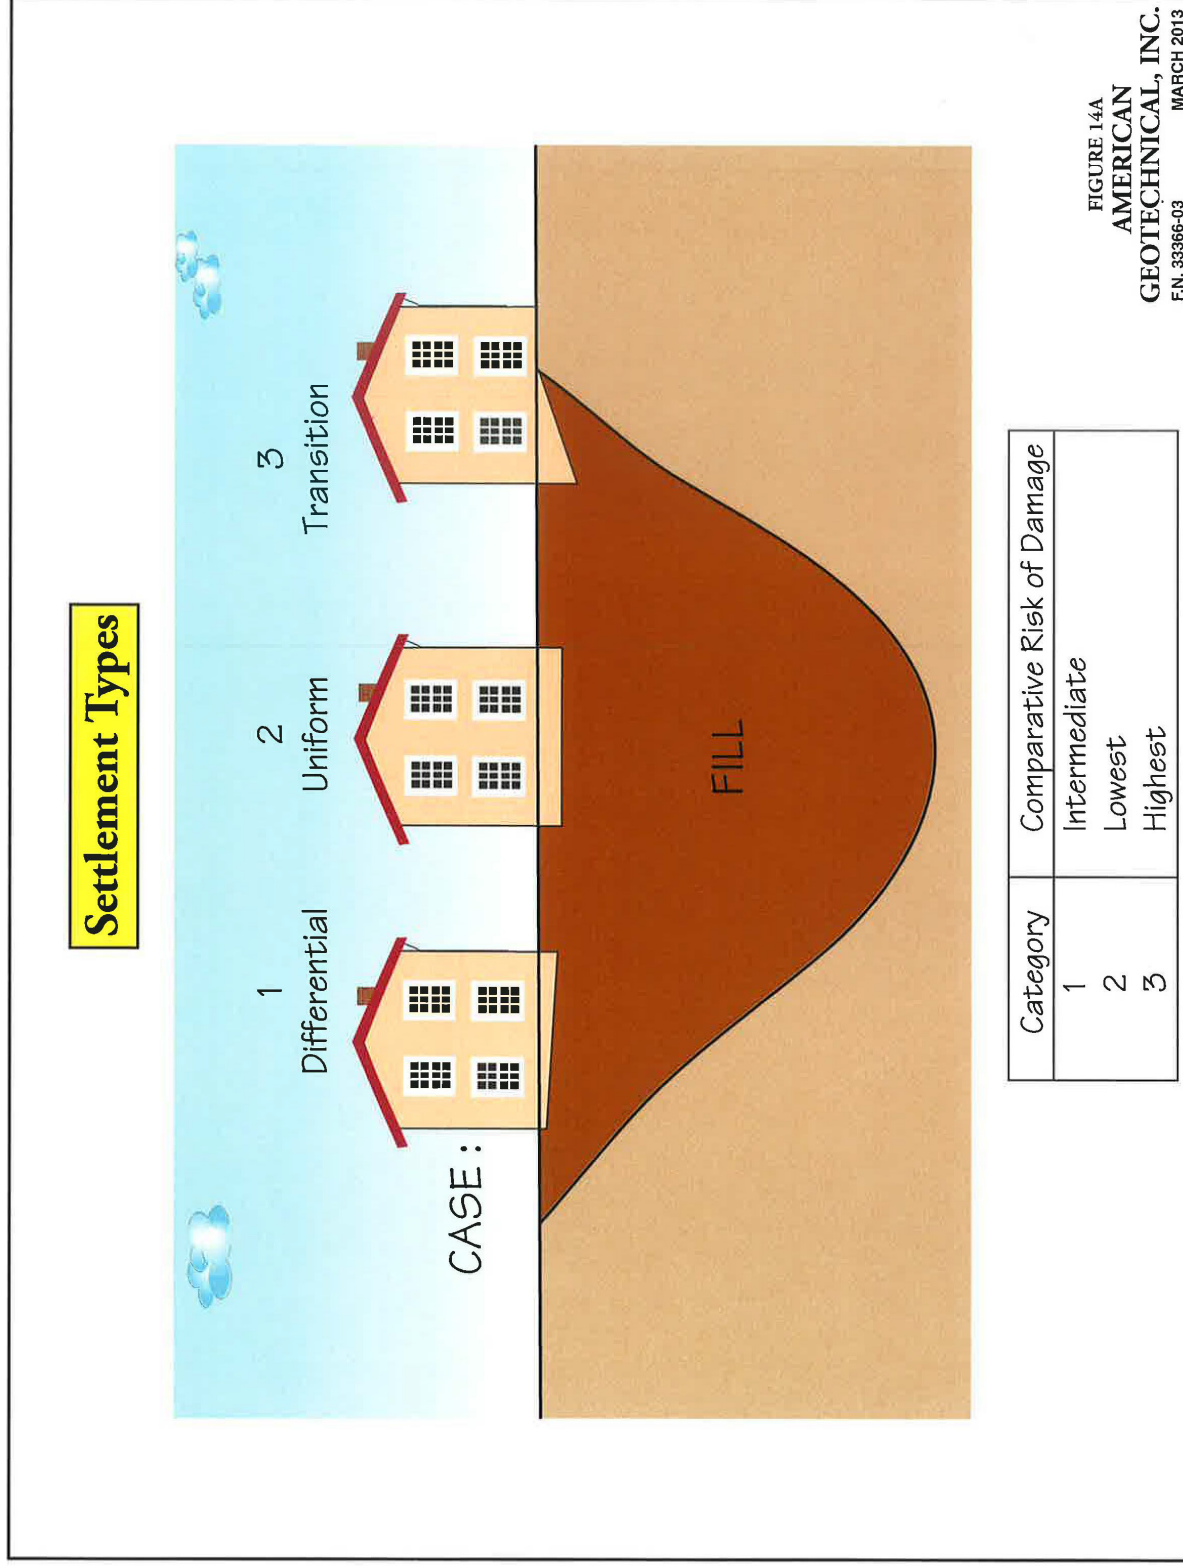 Settlement Types
1
Differential
2
Uniform
3
Transition
CASE :
FILL
Category Comparative Risk of Damage
1 Intermediate
2 Lowest
3 Highest
FIGURE 14A
AMERICAN
GEOTECHNICAL, INC.
F.N. 33366-03 MARCH 2013